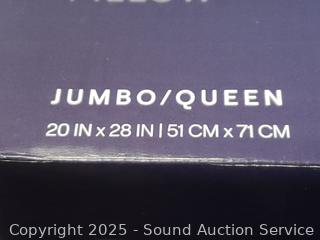 JUMBO/QUEEN
20 IN x 28 IN | 51 CM x 71 CM
Copyright 2025 - Sound Auction Service